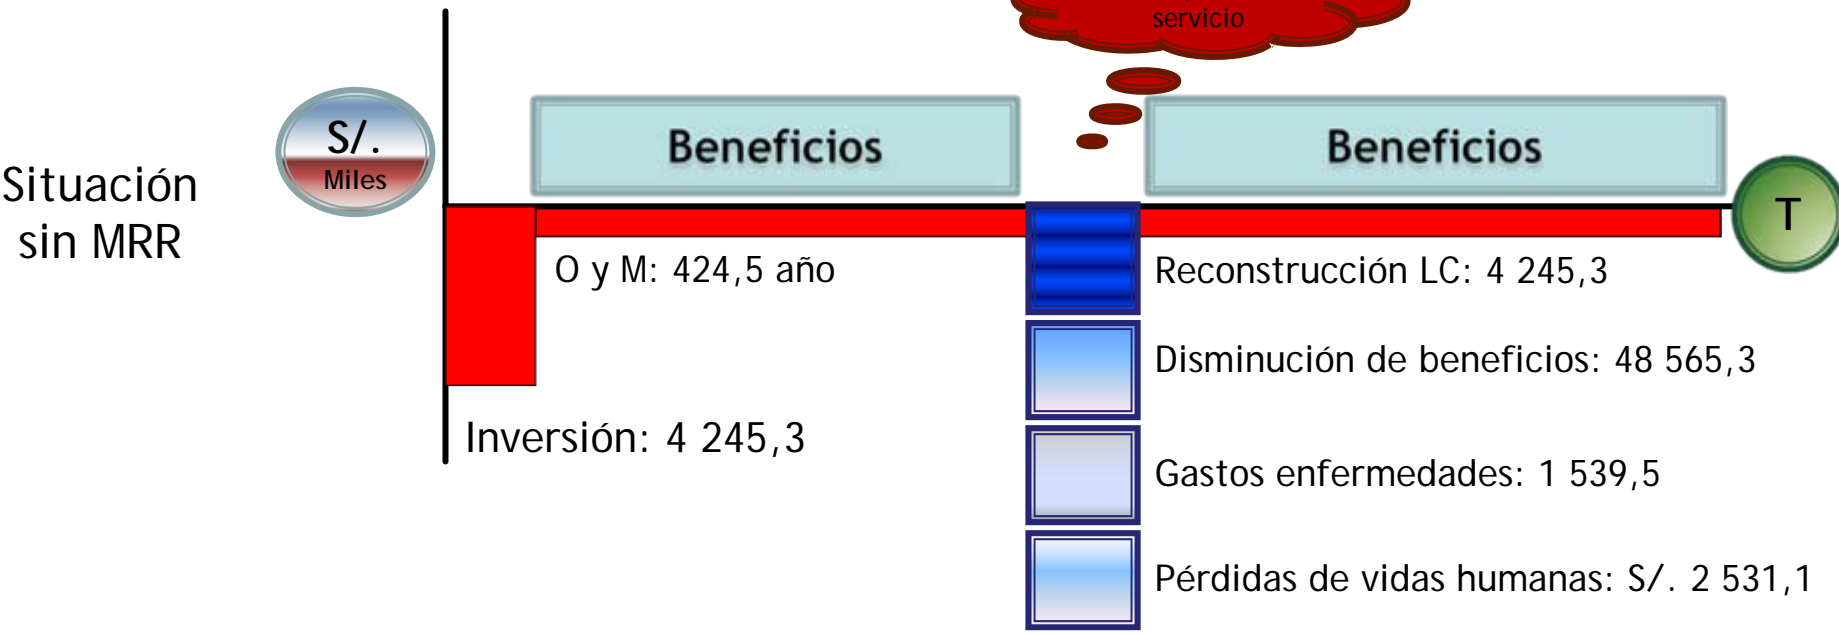 servicio
S/.
Miles
Beneficios
Beneficios
Situación
sin MRR
T
O y M: 424,5 año
Reconstrucción LC: 4 245,3
Disminución de beneficios: 48 565,3
Inversión: 4 245,3
Gastos enfermedades: 1 539,5
Pérdidas de vidas humanas: S/. 2 531,1